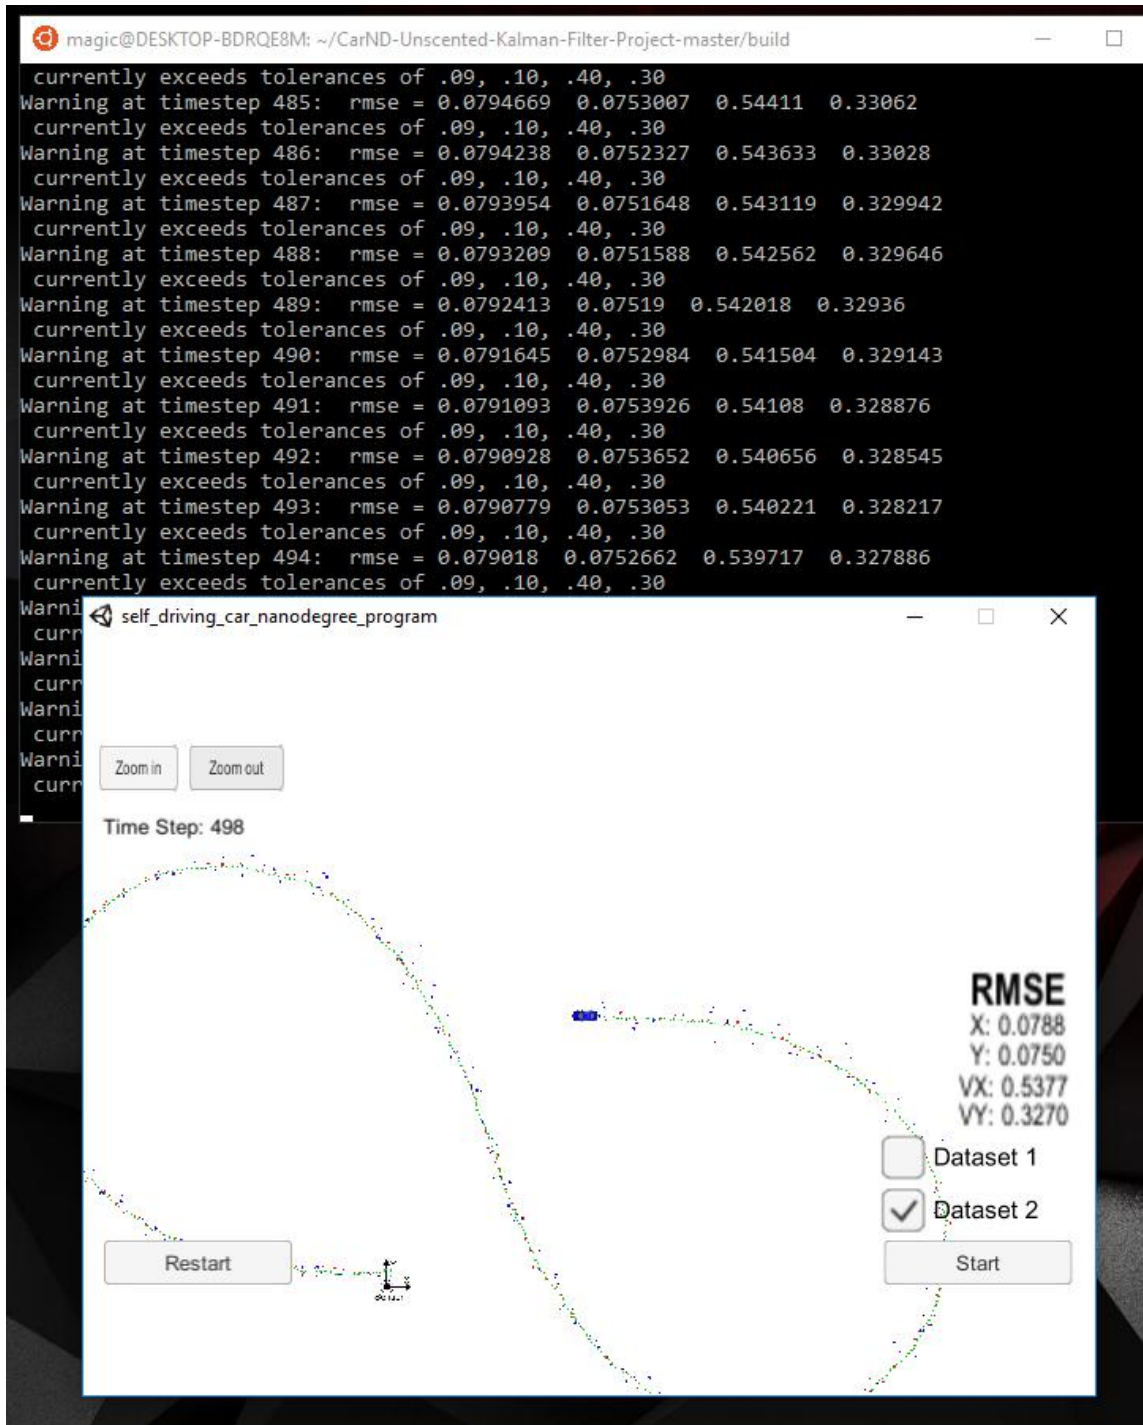 magic@DESKTOP-BDRQE8M: ~/CarND-Unscented-Kalman-Filter-Project-master/build
currently exceeds tolerances of .09, .10, .40, .30
Warning at timestep 485:  rmse = 0.0794669  0.0753007  0.54411  0.33062
currently exceeds tolerances of .09, .10, .40, .30
Warning at timestep 486:  rmse = 0.0794238  0.0752327  0.543633  0.33028
currently exceeds tolerances of .09, .10, .40, .30
Warning at timestep 487:  rmse = 0.0793954  0.0751648  0.543119  0.329942
currently exceeds tolerances of .09, .10, .40, .30
Warning at timestep 488:  rmse = 0.0793209  0.0751588  0.542562  0.329646
currently exceeds tolerances of .09, .10, .40, .30
Warning at timestep 489:  rmse = 0.0792413  0.07519  0.542018  0.32936
currently exceeds tolerances of .09, .10, .40, .30
Warning at timestep 490:  rmse = 0.0791645  0.0752984  0.541504  0.329143
currently exceeds tolerances of .09, .10, .40, .30
Warning at timestep 491:  rmse = 0.0791093  0.0753926  0.54108  0.328876
currently exceeds tolerances of .09, .10, .40, .30
Warning at timestep 492:  rmse = 0.0790928  0.0753652  0.540656  0.328545
currently exceeds tolerances of .09, .10, .40, .30
Warning at timestep 493:  rmse = 0.0790779  0.0753053  0.540221  0.328217
currently exceeds tolerances of .09, .10, .40, .30
Warning at timestep 494:  rmse = 0.079018  0.0752662  0.539717  0.327886
currently exceeds tolerances of .09, .10, .40, .30
Warni
curr
Warni
curr
Warni
curr
Warni
curr
self_driving_car_nanodegree_program
Zoom in Zoom out
Time Step: 498
RMSE
X: 0.0788
Y: 0.0750
VX: 0.5377
VY: 0.3270
Dataset 1
Dataset 2
Restart
Start